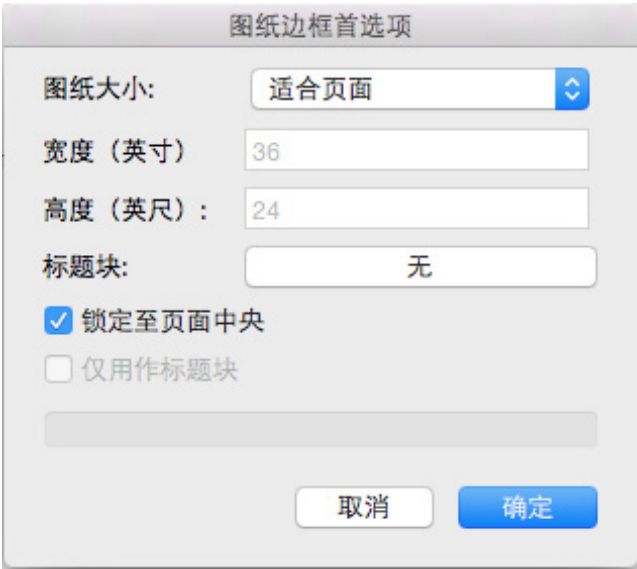 图纸边框首选项
图纸大小: 适合页面
宽度（英寸） 36
高度（英尺）: 24
标题块: 无
锁定至页面中央
仅用作标题块
取消 确定